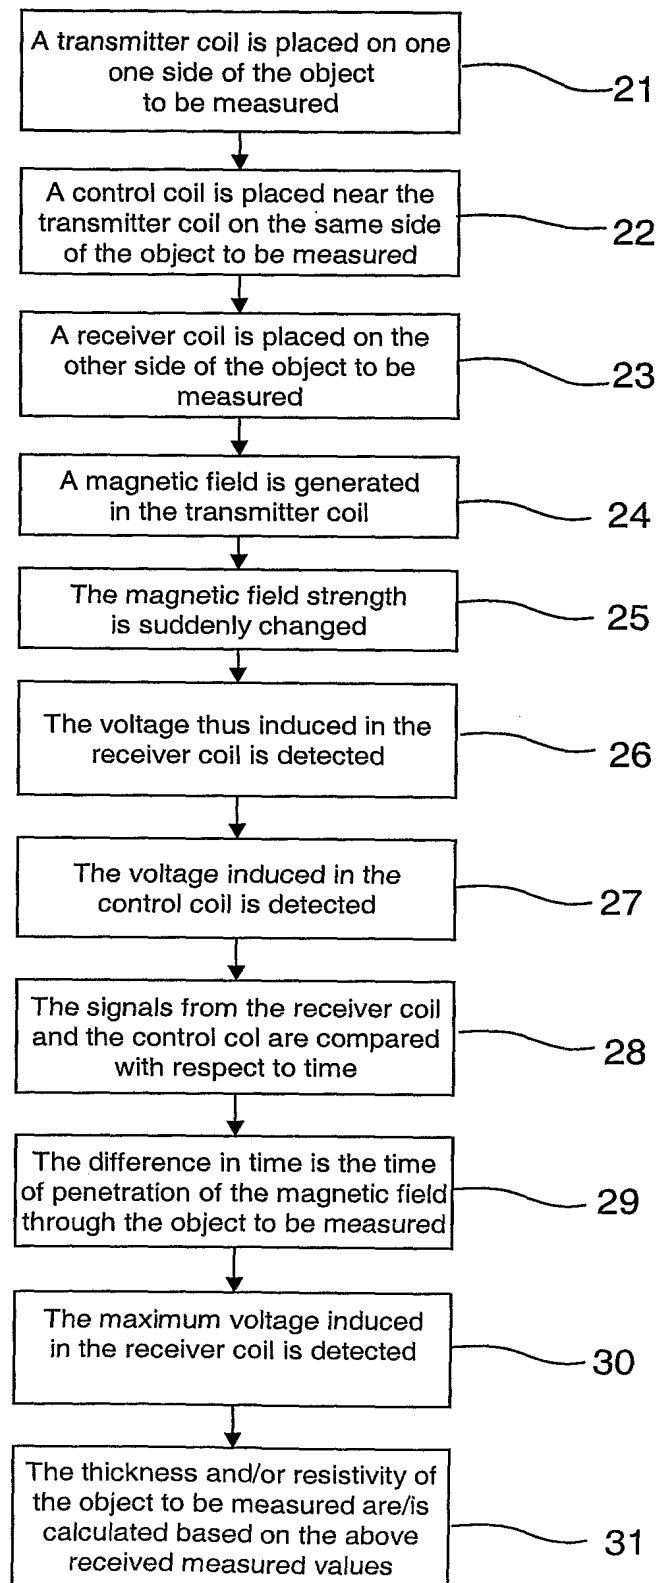 A transmitter coil is placed on one
one side of the object
to be measured
21
A control coil is placed near the
transmitter coil on the same side
of the object to be measured
22
A receiver coil is placed on the
other side of the object to be
measured
23
A magnetic field is generated
in the transmitter coil
24
The magnetic field strength
is suddenly changed
25
The voltage thus induced in the
receiver coil is detected
26
The voltage induced in the
control coil is detected
27
The signals from the receiver coil
and the control col are compared
with respect to time
28
The difference in time is the time
of penetration of the magnetic field
through the object to be measured
29
The maximum voltage induced
in the receiver coil is detected
30
The thickness and/or resistivity of
the object to be measured are/is
calculated based on the above
received measured values
31